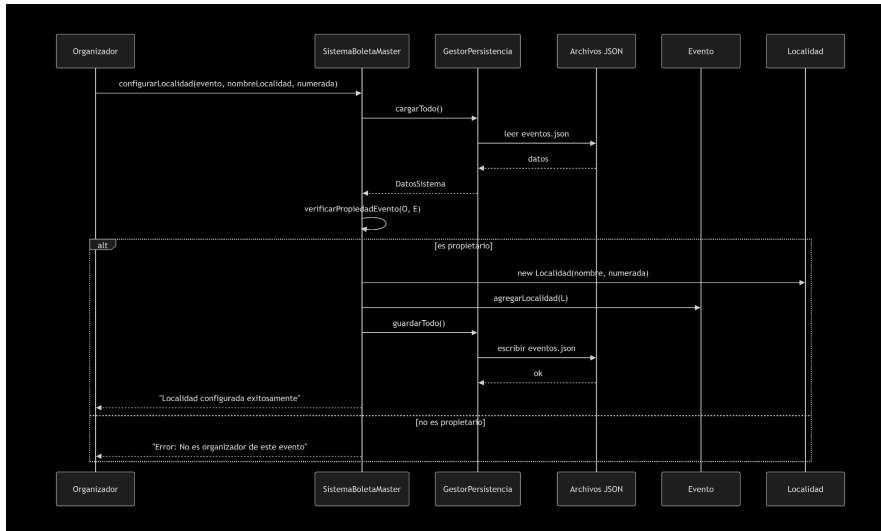 Organizador
SistemaBoletaMaster
GestorPersistencia
Archivos JSON
Evento
Localidad
configurarLocalidad(evento, nombreLocalidad, numerada)
cargarTodo()
leer eventos.json
datos
DatosSistema
verificarPropiedadEvento(O, E)
alt
[es propietario]
new Localidad(nombre, numerada)
agregarLocalidad(L)
guardarTodo()
escribir eventos.json
ok
"Localidad configurada exitosamente"
[no es propietario]
"Error: No es organizador de este evento"
Organizador
SistemaBoletaMaster
GestorPersistencia
Archivos JSON
Evento
Localidad